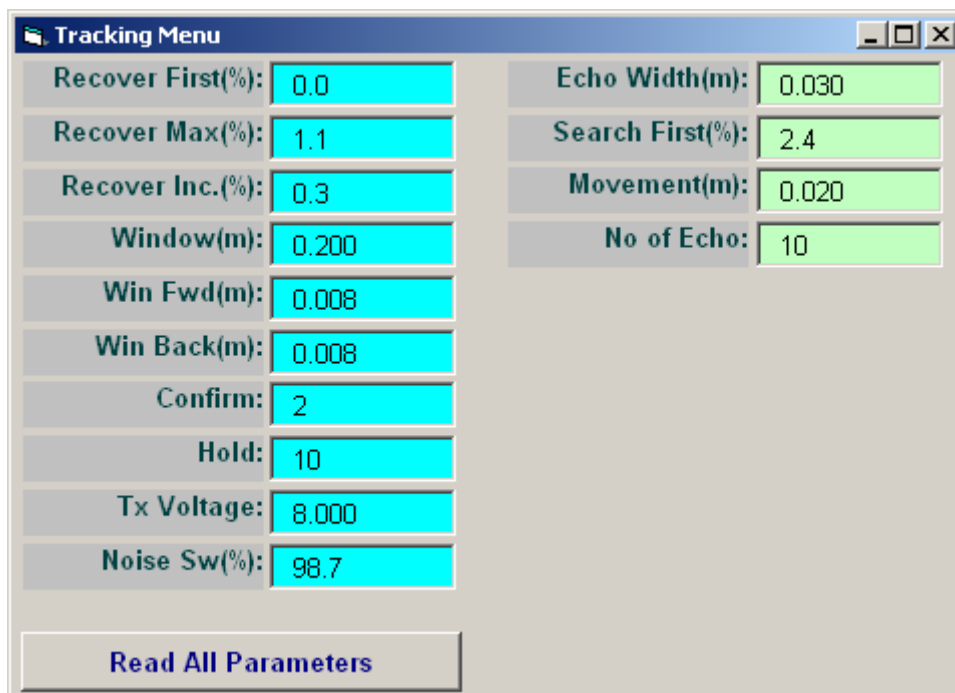 Tracking Menu
Recover First(%): 0.0
Recover Max(%): 1.1
Recover Inc.(%): 0.3
Window(m): 0.200
Win Fwd(m): 0.008
Win Back(m): 0.008
Confirm: 2
Hold: 10
Tx Voltage: 8.000
Noise Sw(%): 98.7
Read All Parameters
Echo Width(m): 0.030
Search First(%): 2.4
Movement(m): 0.020
No of Echo: 10